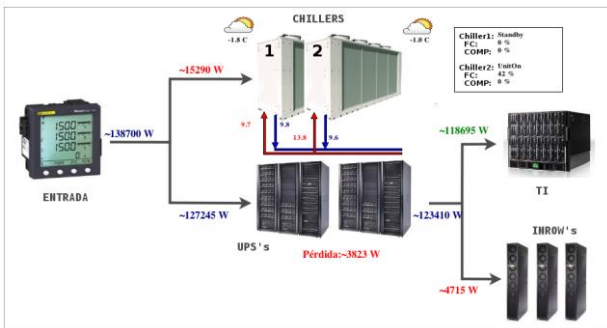 CHILLERS
-1.8 C
-1.0 C
Chiller1: Standby
FC: 0 %
COMP: 0 %
Chiller2: UnitOn
FC: 42 %
COMP: 0 %
1 2
~15290 W
9.7
9.8
13.8
9.6
1500
1500
1500
~138700 W
~118695 W
ENTRADA
TI
~127245 W
~123410 W
UPS's
Pérdida:~3823 W
INROW's
~4715 W